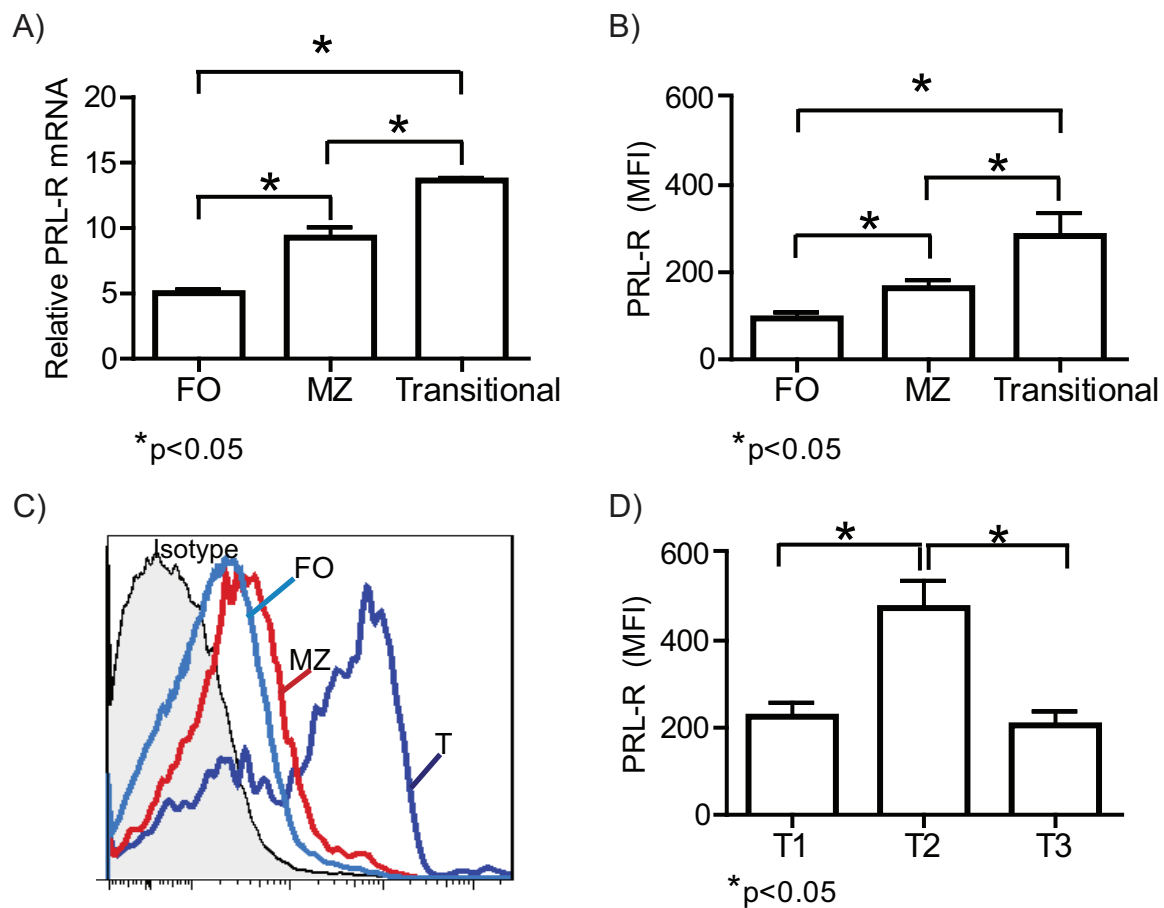 A)
*
*
*
Relative PRL-R mRNA
20
15
10
5
0
FO MZ Transitional
*p<0.05
B)
*
*
*
PRL-R (MFI)
600
400
200
0
FO MZ Transitional
*p<0.05
C)
Isotype
FO
MZ
T
D)
* *
PRL-R (MFI)
600
400
200
0
T1 T2 T3
*p<0.05